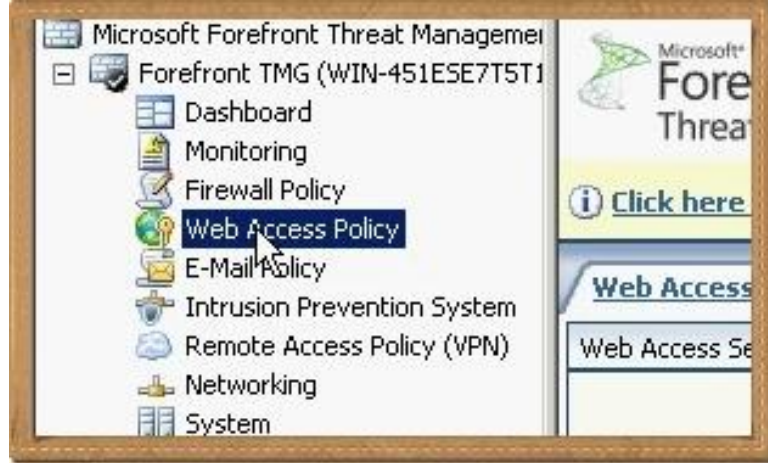 Microsoft Forefront Threat Managemen
Forefront TMG (WIN-451ESE7T5T1
Dashboard
Monitoring
Firewall Policy
Web Access Policy
E-Mail Policy
Intrusion Prevention System
Remote Access Policy (VPN)
Networking
System
Microsoft
Fore
Threa
Click here
Web Access
Web Access Se